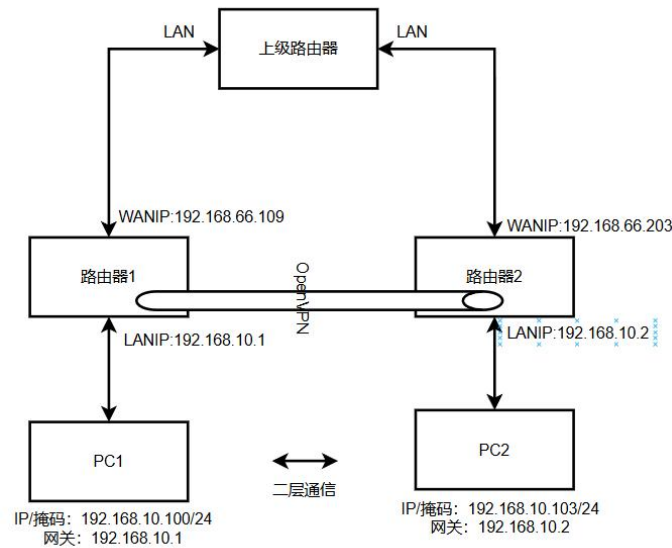 LAN
上级路由器
LAN
WANIP:192.168.66.109
WANIP:192.168.66.203
路由器1
OpenVPN
路由器2
LANIP:192.168.10.1
LANIP:192.168.10.2
PC1
PC2
二层通信
IP/掩码：192.168.10.100/24
网关：192.168.10.1
IP/掩码：192.168.10.103/24
网关：192.168.10.2